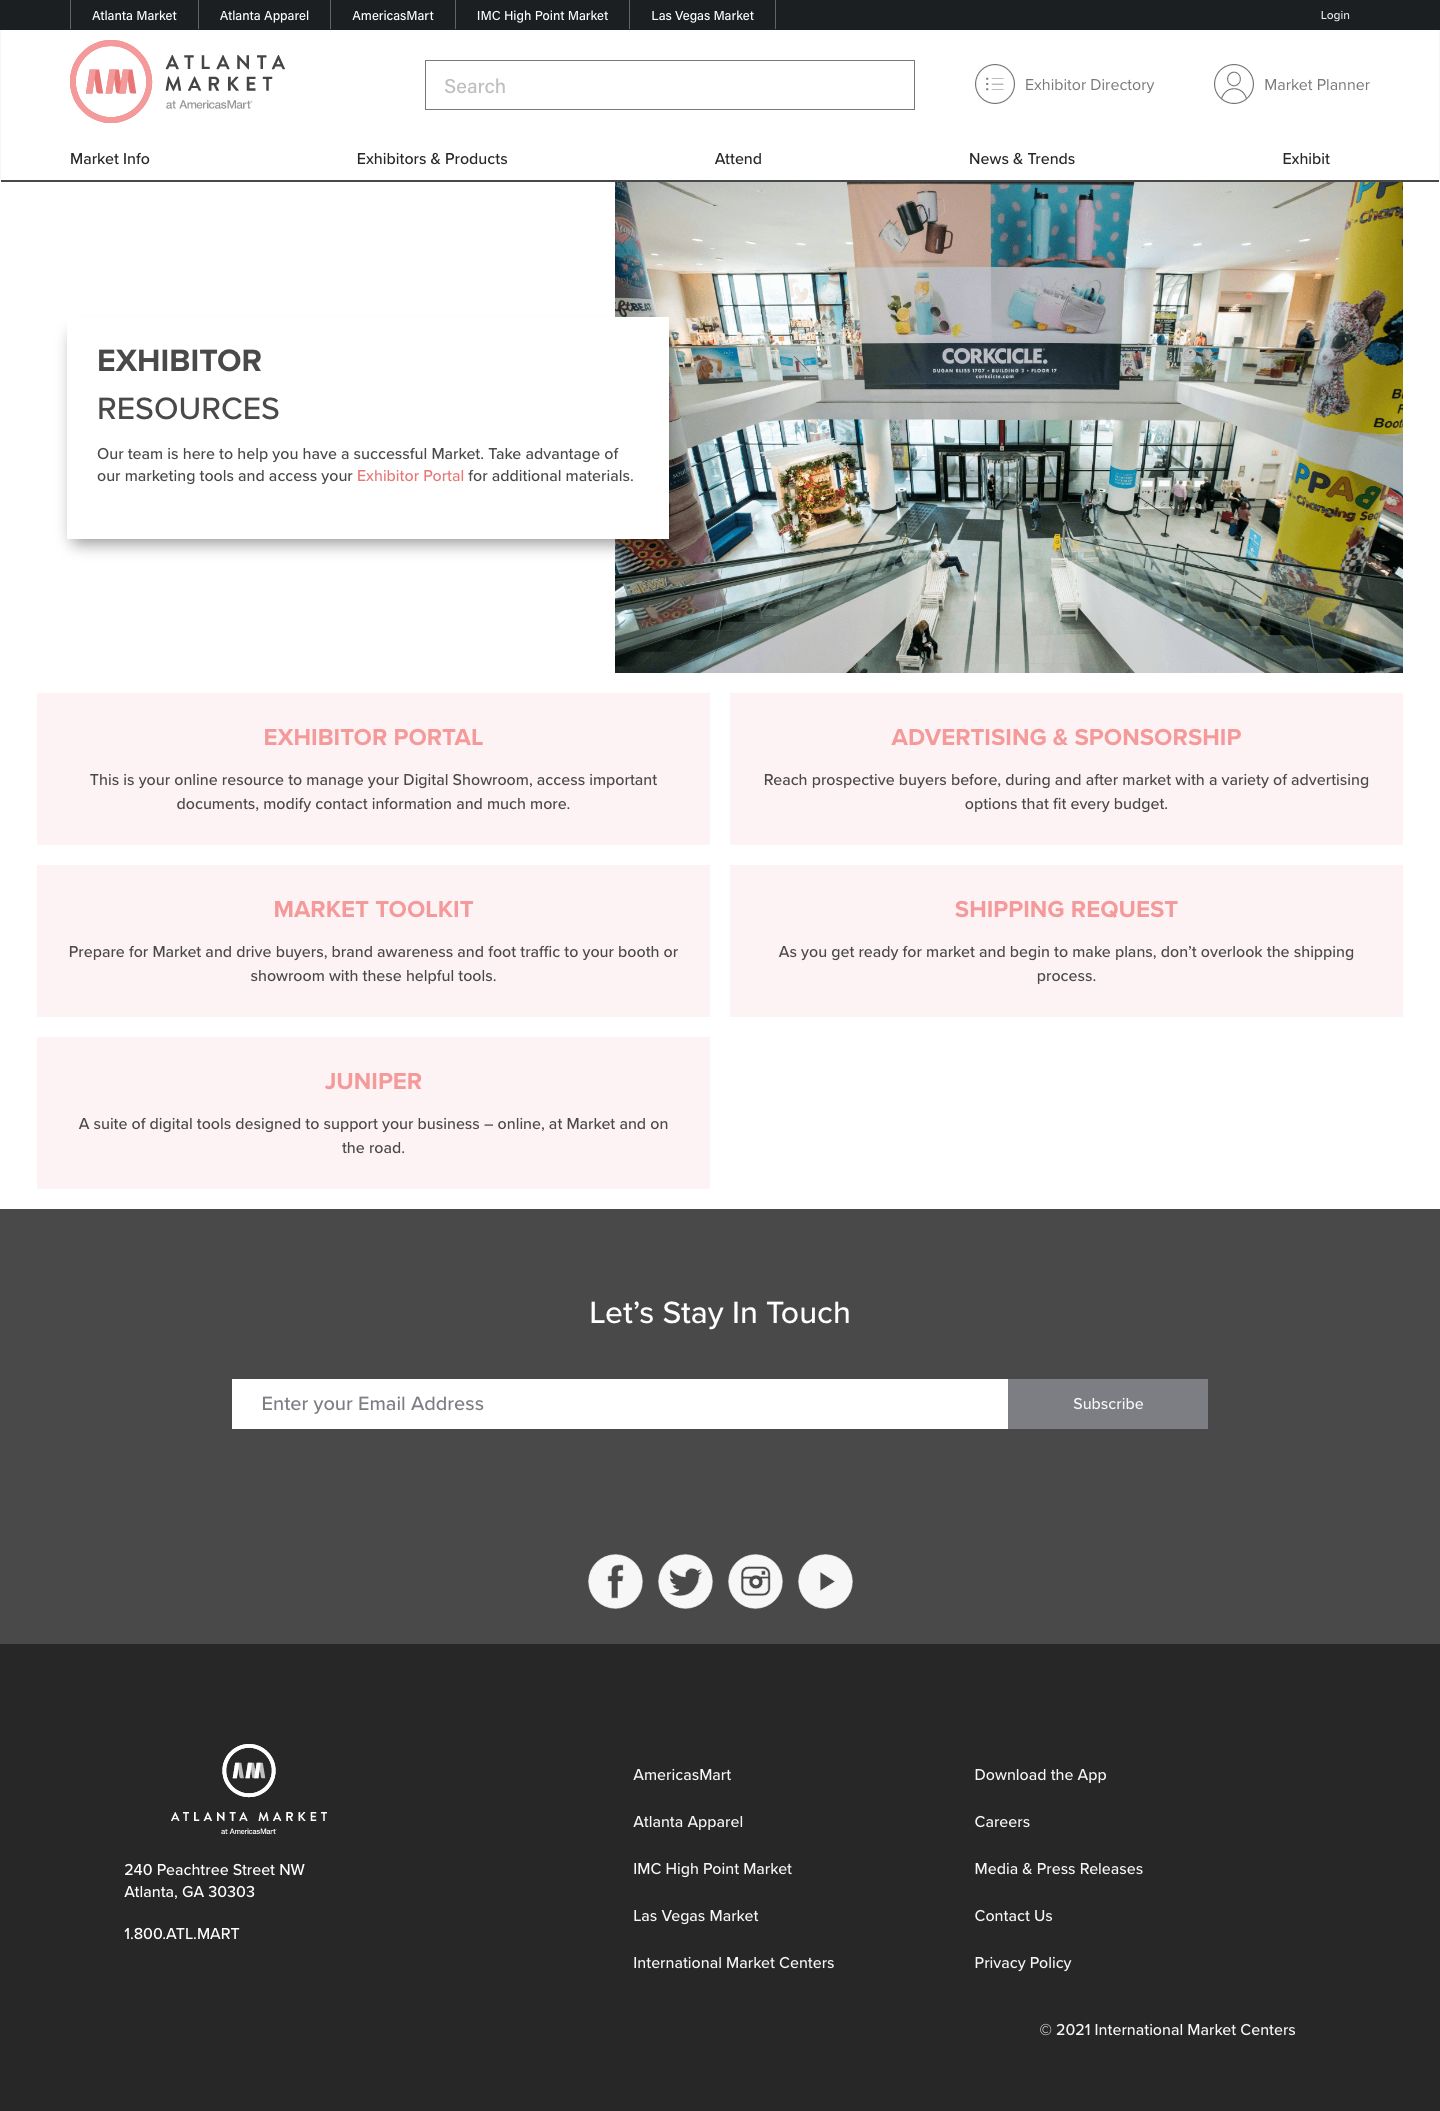 Atlanta Market
Atlanta Apparel
AmericasMart
IMC High Point Market
Las Vegas Market
Login
AM
ATLANTA
MARKET
at AmericasMart
Search
Exhibitor Directory
Market Planner
Market Info
Exhibitors & Products
Attend
News & Trends
Exhibit
CORKCICLE.
DUGAN BLISS 1707 • BUILDING 2 • FLOOR 17
corkcicle.com
EXHIBITOR
RESOURCES
Our team is here to help you have a successful Market. Take advantage of
our marketing tools and access your Exhibitor Portal for additional materials.
EXHIBITOR PORTAL
This is your online resource to manage your Digital Showroom, access important
documents, modify contact information and much more.
ADVERTISING & SPONSORSHIP
Reach prospective buyers before, during and after market with a variety of advertising
options that fit every budget.
MARKET TOOLKIT
Prepare for Market and drive buyers, brand awareness and foot traffic to your booth or
showroom with these helpful tools.
SHIPPING REQUEST
As you get ready for market and begin to make plans, don’t overlook the shipping
process.
JUNIPER
A suite of digital tools designed to support your business – online, at Market and on
the road.
Let’s Stay In Touch
Enter your Email Address
Subscribe
AM
ATLANTA MARKET
at AmericasMart
240 Peachtree Street NW
Atlanta, GA 30303
1.800.ATL.MART
AmericasMart
Atlanta Apparel
IMC High Point Market
Las Vegas Market
International Market Centers
Download the App
Careers
Media & Press Releases
Contact Us
Privacy Policy
© 2021 International Market Centers